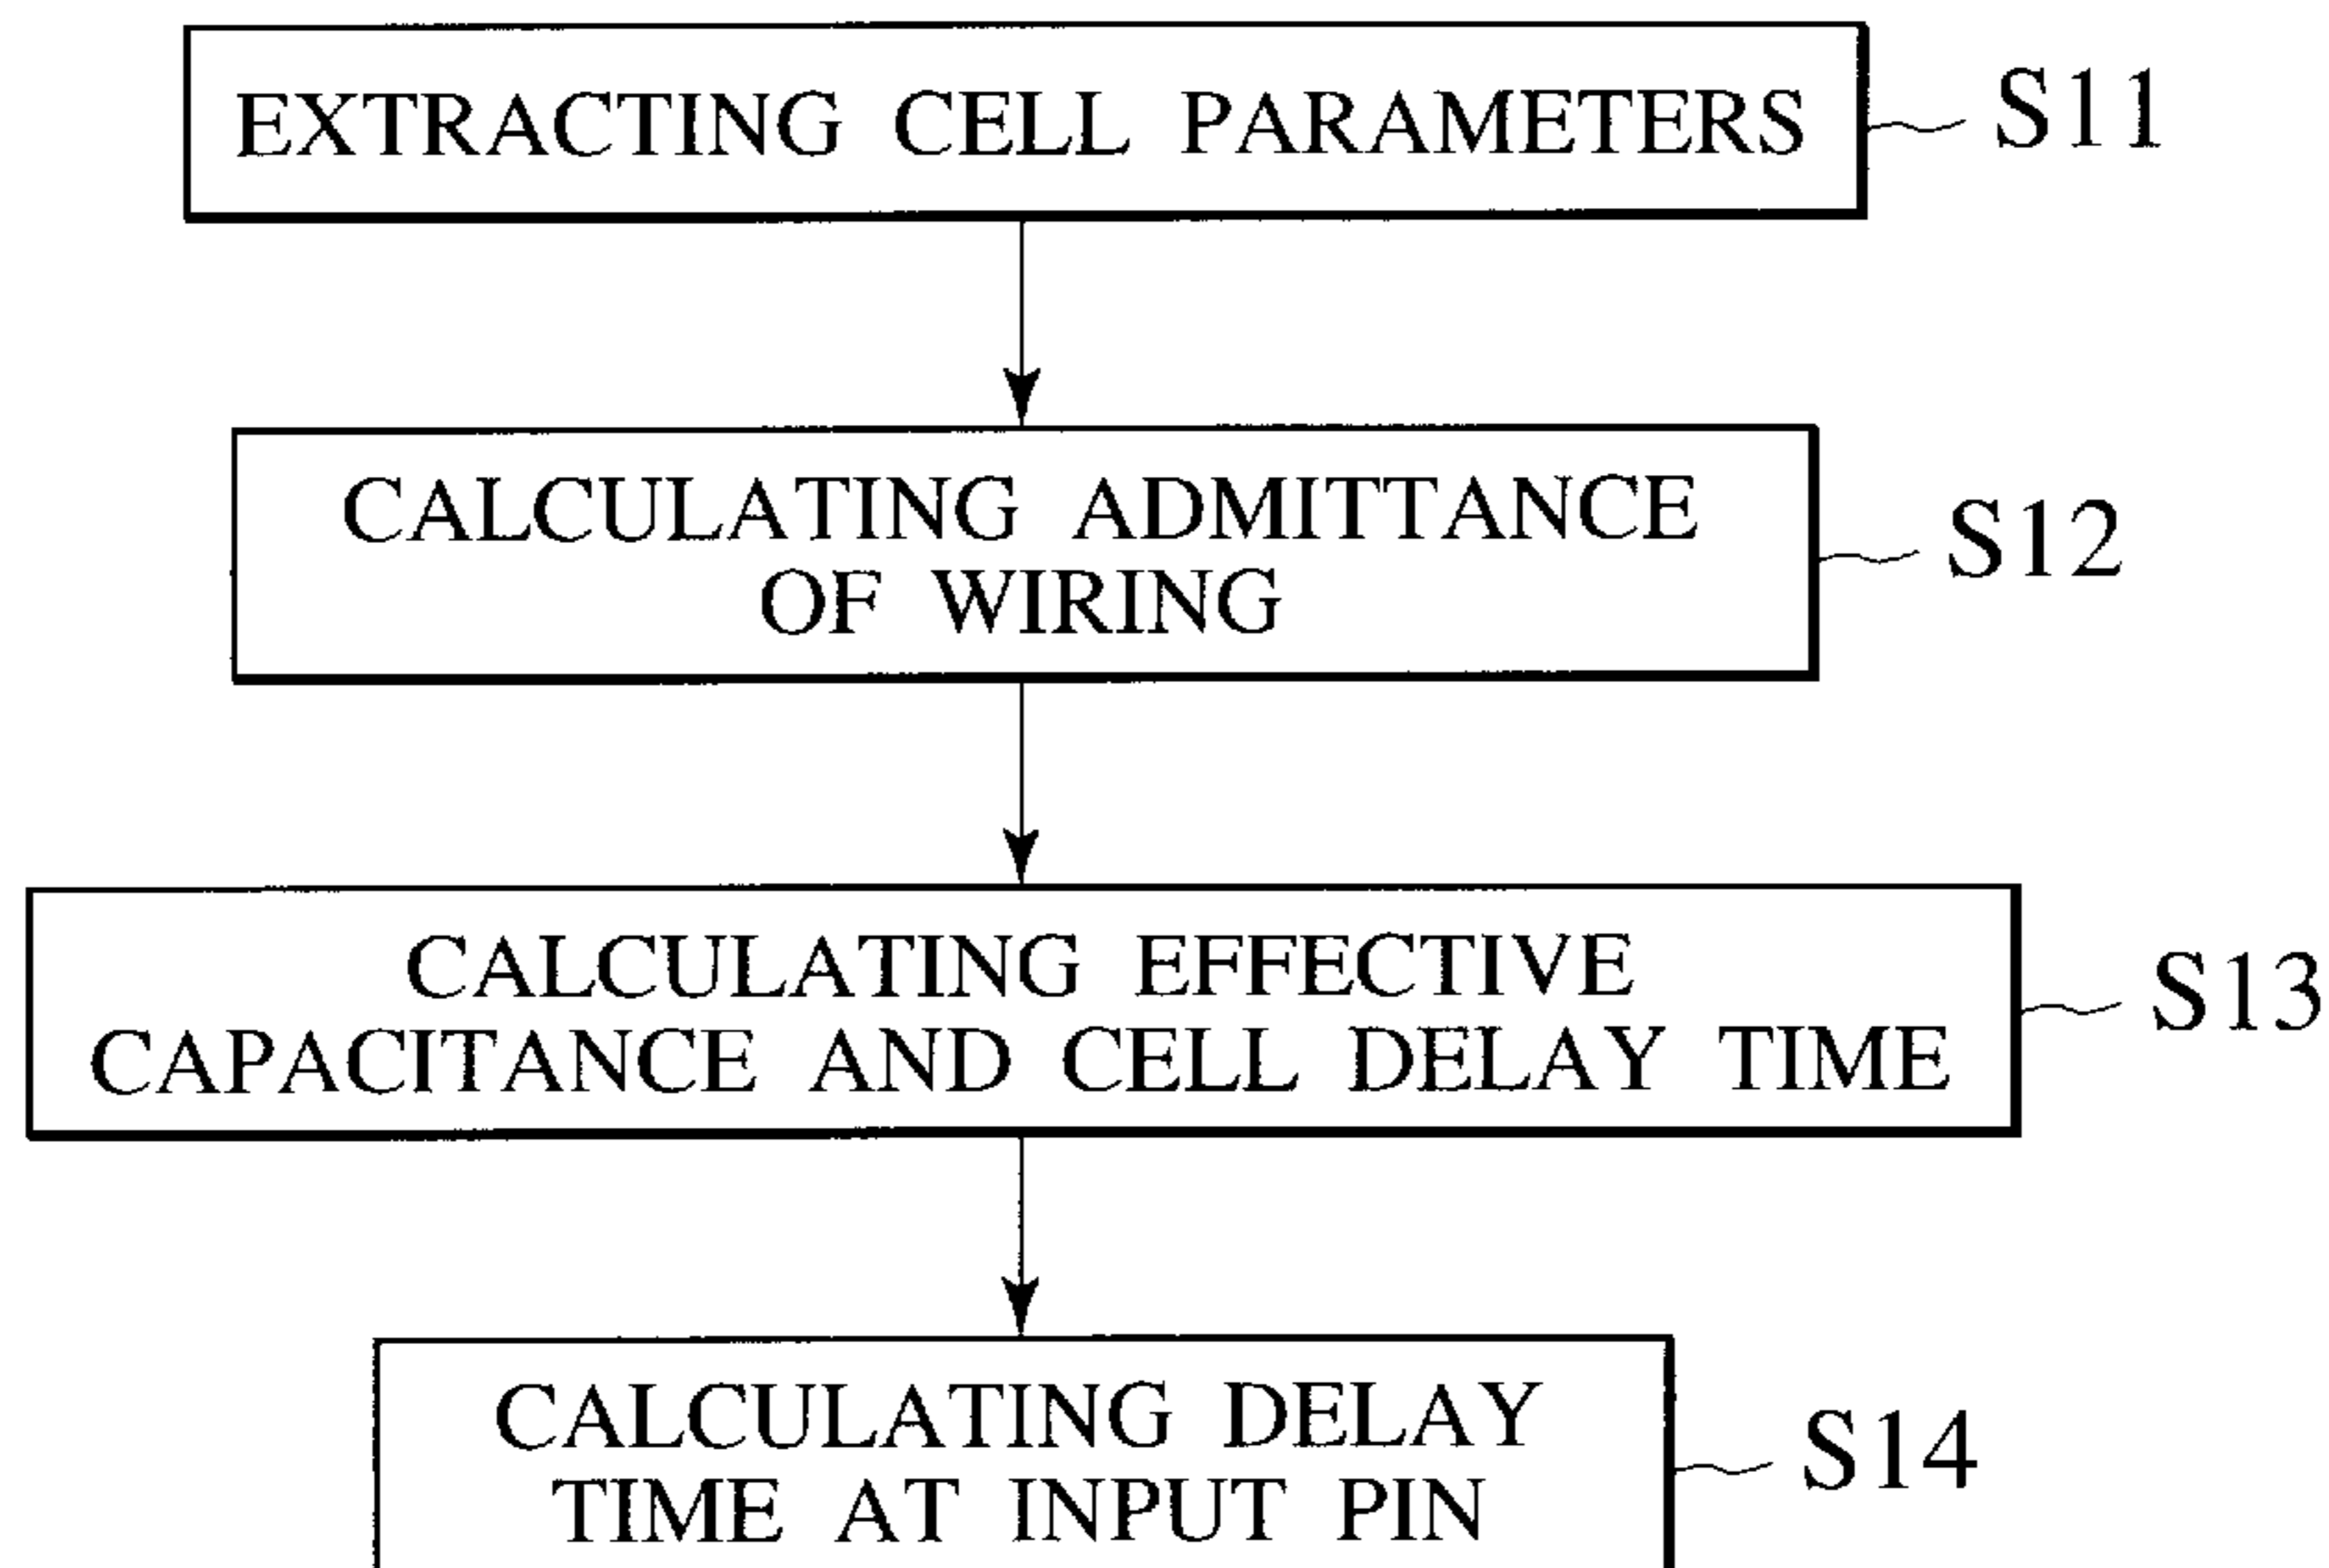 EXTRACTING CELL PARAMETERS
S11
CALCULATING ADMITTANCE
OF WIRING
S12
CALCULATING EFFECTIVE
CAPACITANCE AND CELL DELAY TIME
S13
CALCULATING DELAY
TIME AT INPUT PIN
S14